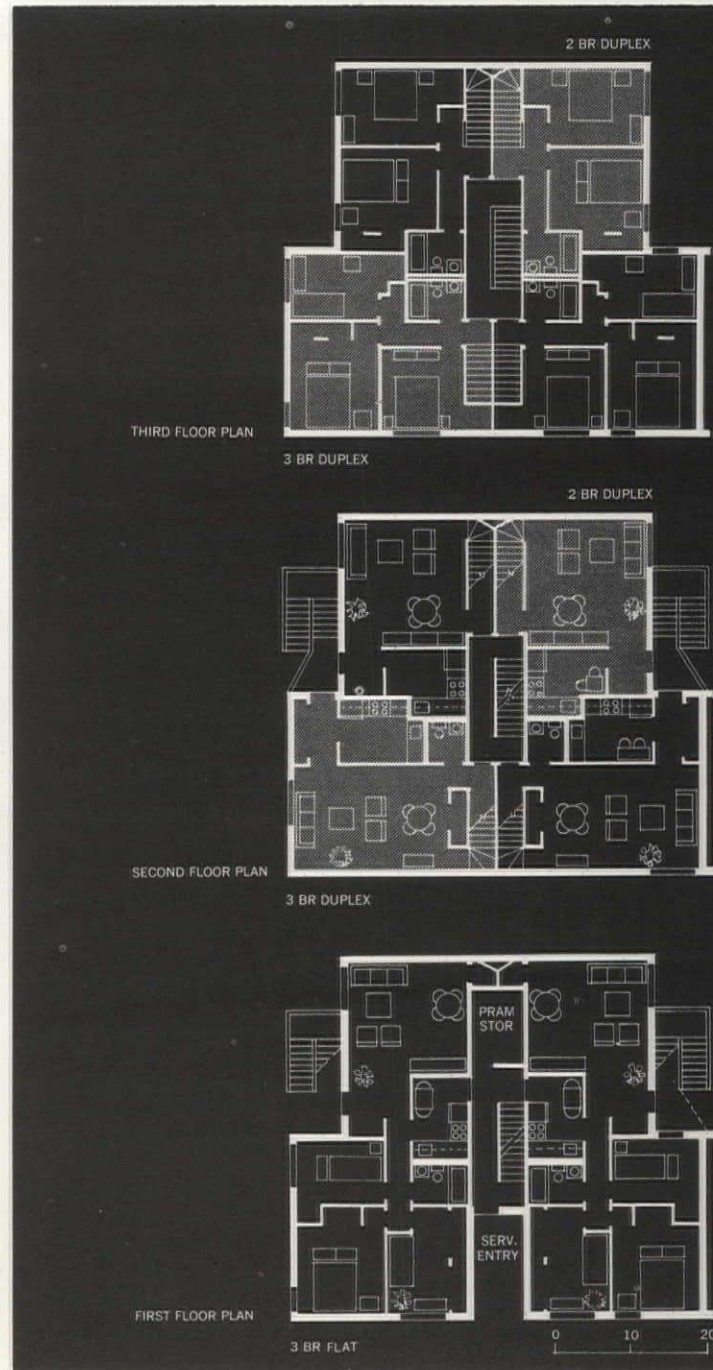 2 BR DUPLEX
THIRD FLOOR PLAN
3 BR DUPLEX
2 BR DUPLEX
SECOND FLOOR PLAN
3 BR DUPLEX
PRAM
STOR
SERV.
ENTRY
FIRST FLOOR PLAN
3 BR FLAT
0 10 20